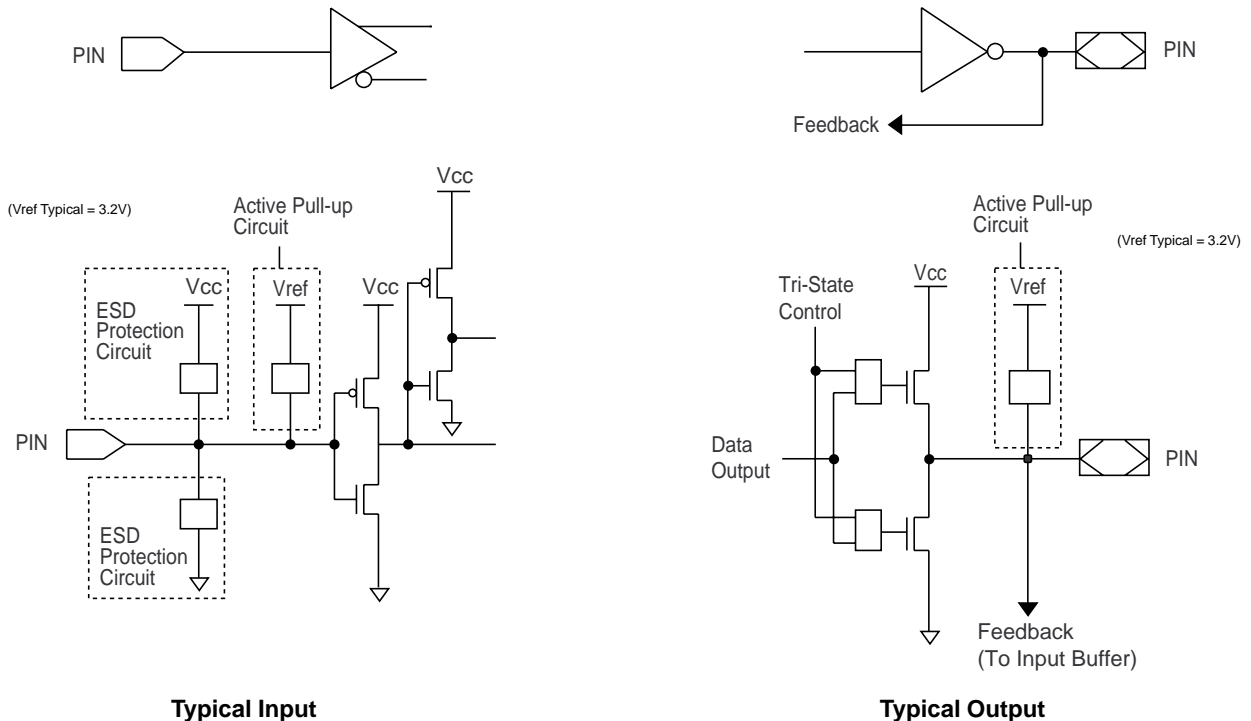 PIN
PIN
Feedback
(Vref Typical = 3.2V)
Active Pull-up
Circuit
Vcc
Vcc
Vref
Vcc
ESD
Protection
Circuit
PIN
ESD
Protection
Circuit
Typical Input
Active Pull-up
Circuit
(Vref Typical = 3.2V)
Tri-State
Control
Vcc
Vref
Data
Output
PIN
Feedback
(To Input Buffer)
Typical Output